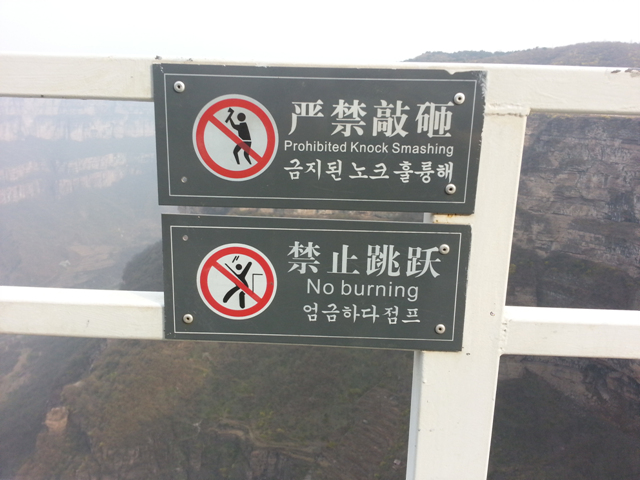 严禁敲砸
Prohibited Knock Smashing
금지된 노크 훌륭해
禁止跳跃
No burning
엄금하다 점프